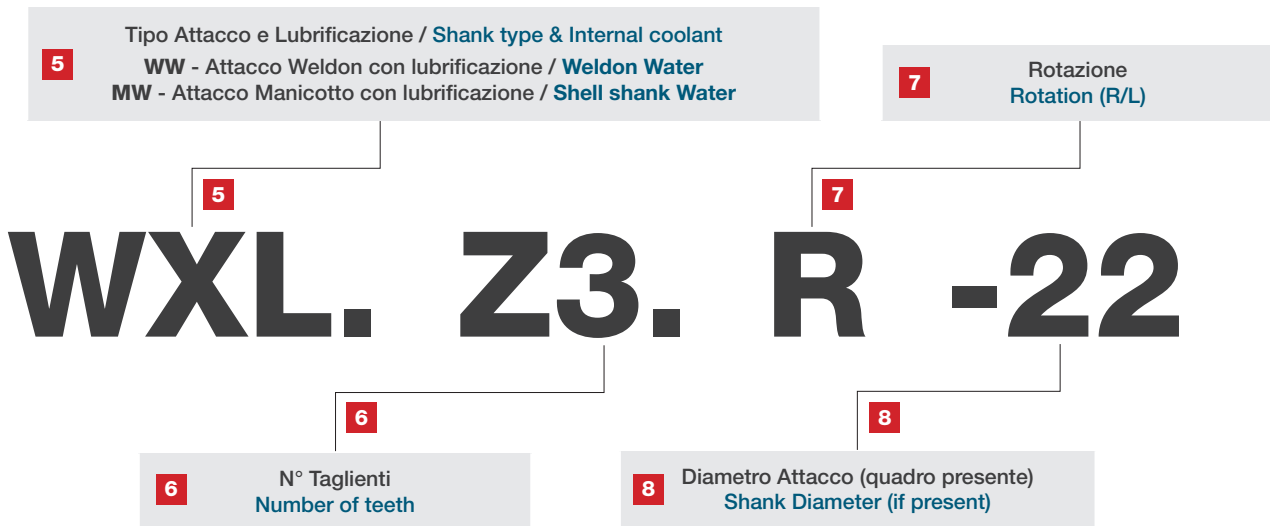 5
Tipo Attacco e Lubrificazione / Shank type & Internal coolant
WW - Attacco Weldon con lubrificazione / Weldon Water
MW - Attacco Manicotto con lubrificazione / Shell shank Water
7
Rotazione
Rotation (R/L)
5
7
WXL. Z3. R -22
6
8
6
N° Taglienti
Number of teeth
8
Diametro Attacco (quadro presente)
Shank Diameter (if present)